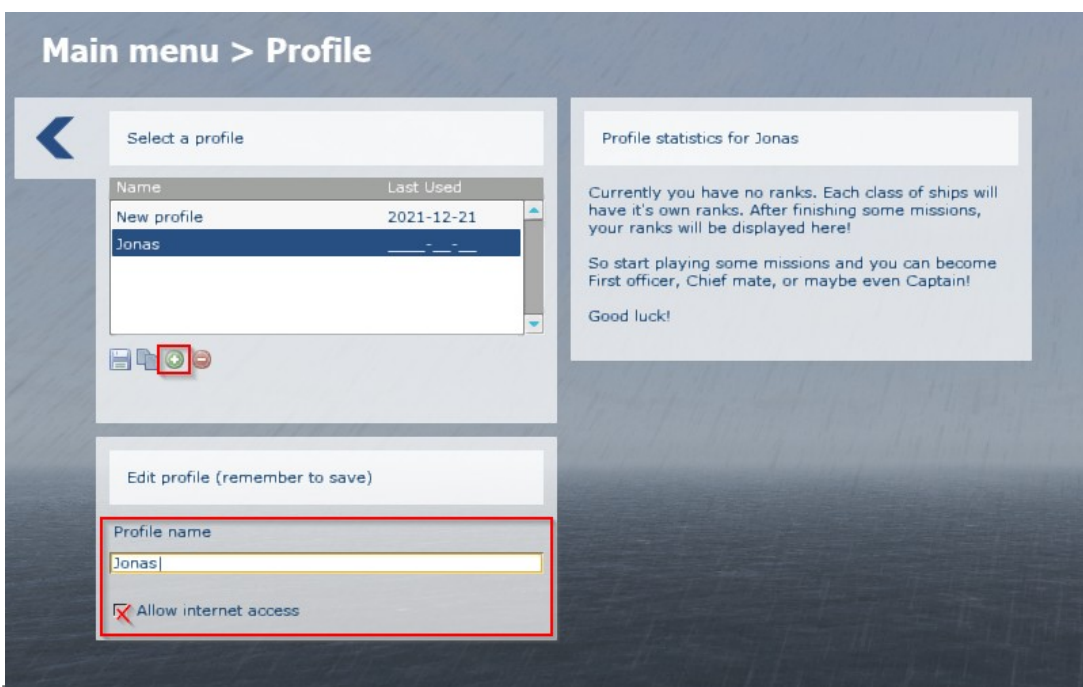 Main menu > Profile
Select a profile
Name Last Used
New profile 2021-12-21
Jonas ____-__-__
Edit profile (remember to save)
Profile name
Jonas
Allow internet access
Profile statistics for Jonas
Currently you have no ranks. Each class of ships will
have it's own ranks. After finishing some missions,
your ranks will be displayed here!
So start playing some missions and you can become
First officer, Chief mate, or maybe even Captain!
Good luck!